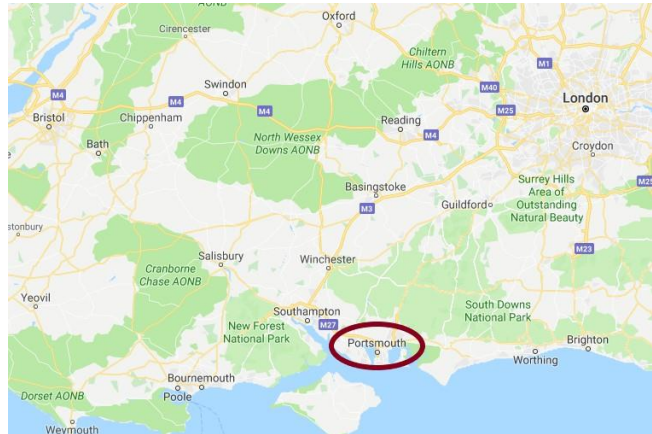 AONB
Oxford
Cirencester
Chiltern
Hills AONB
M1
M40
Swindon
M4
M4
M25
London
Bristol
Chippenham
Reading
M4
Bath
North Wessex
Downs AONB
Croydon
Basingstoke
Surrey Hills
Area of
Outstanding
Natural Beauty
M25
Guildford
M3
tonbury
M23
Salisbury
Winchester
Cranborne
Chase AONB
Yeovil
Southampton
South Downs
National Park
New Forest
National Park
M27
Portsmouth
Brighton
Worthing
Bournemouth
Poole
Dorset AONB
Weymouth